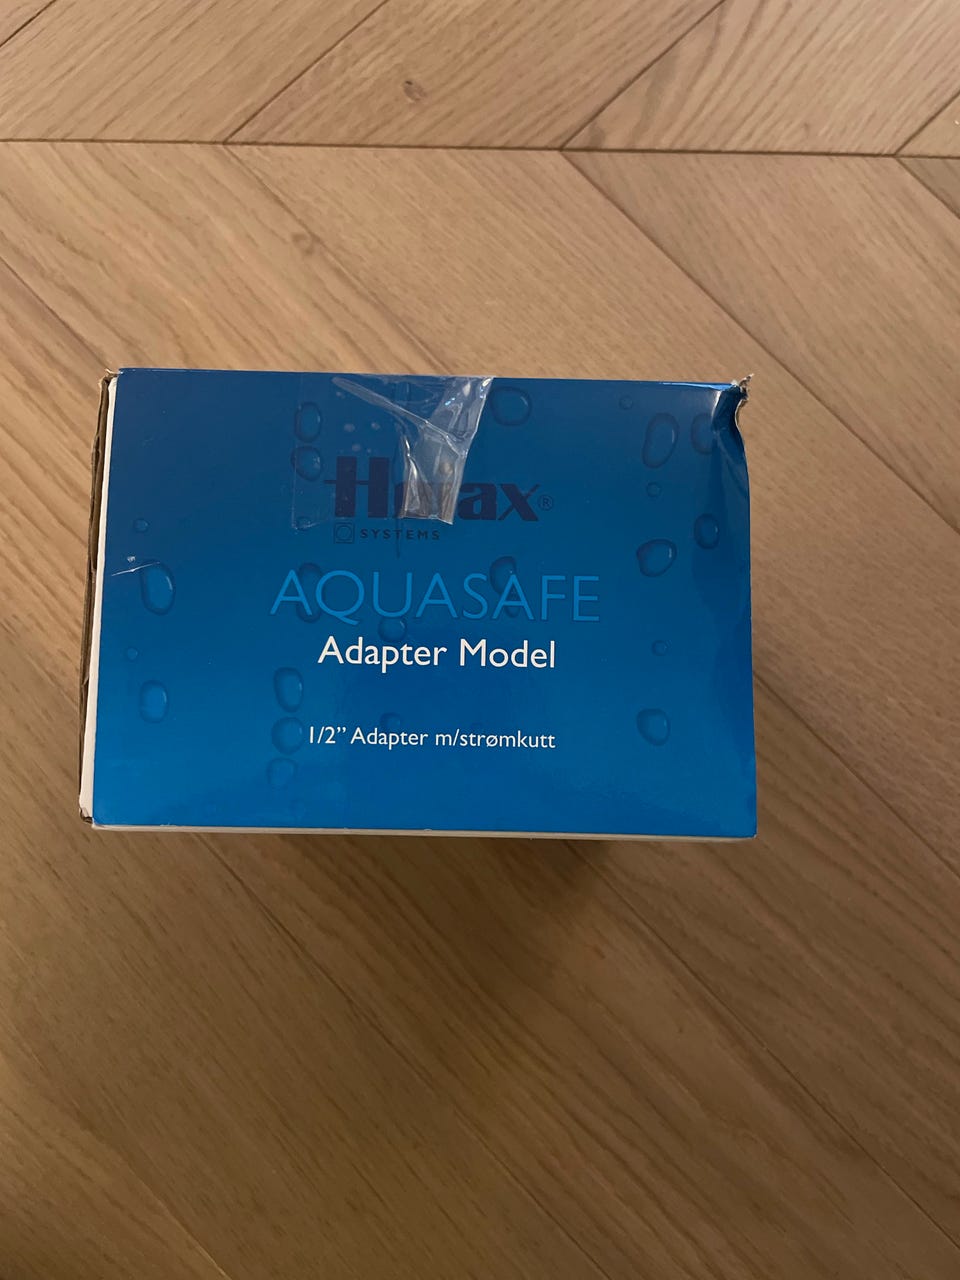 SYSTEMS
AQUASAFE
Adapter Model
1/2” Adapter m/strømkutt